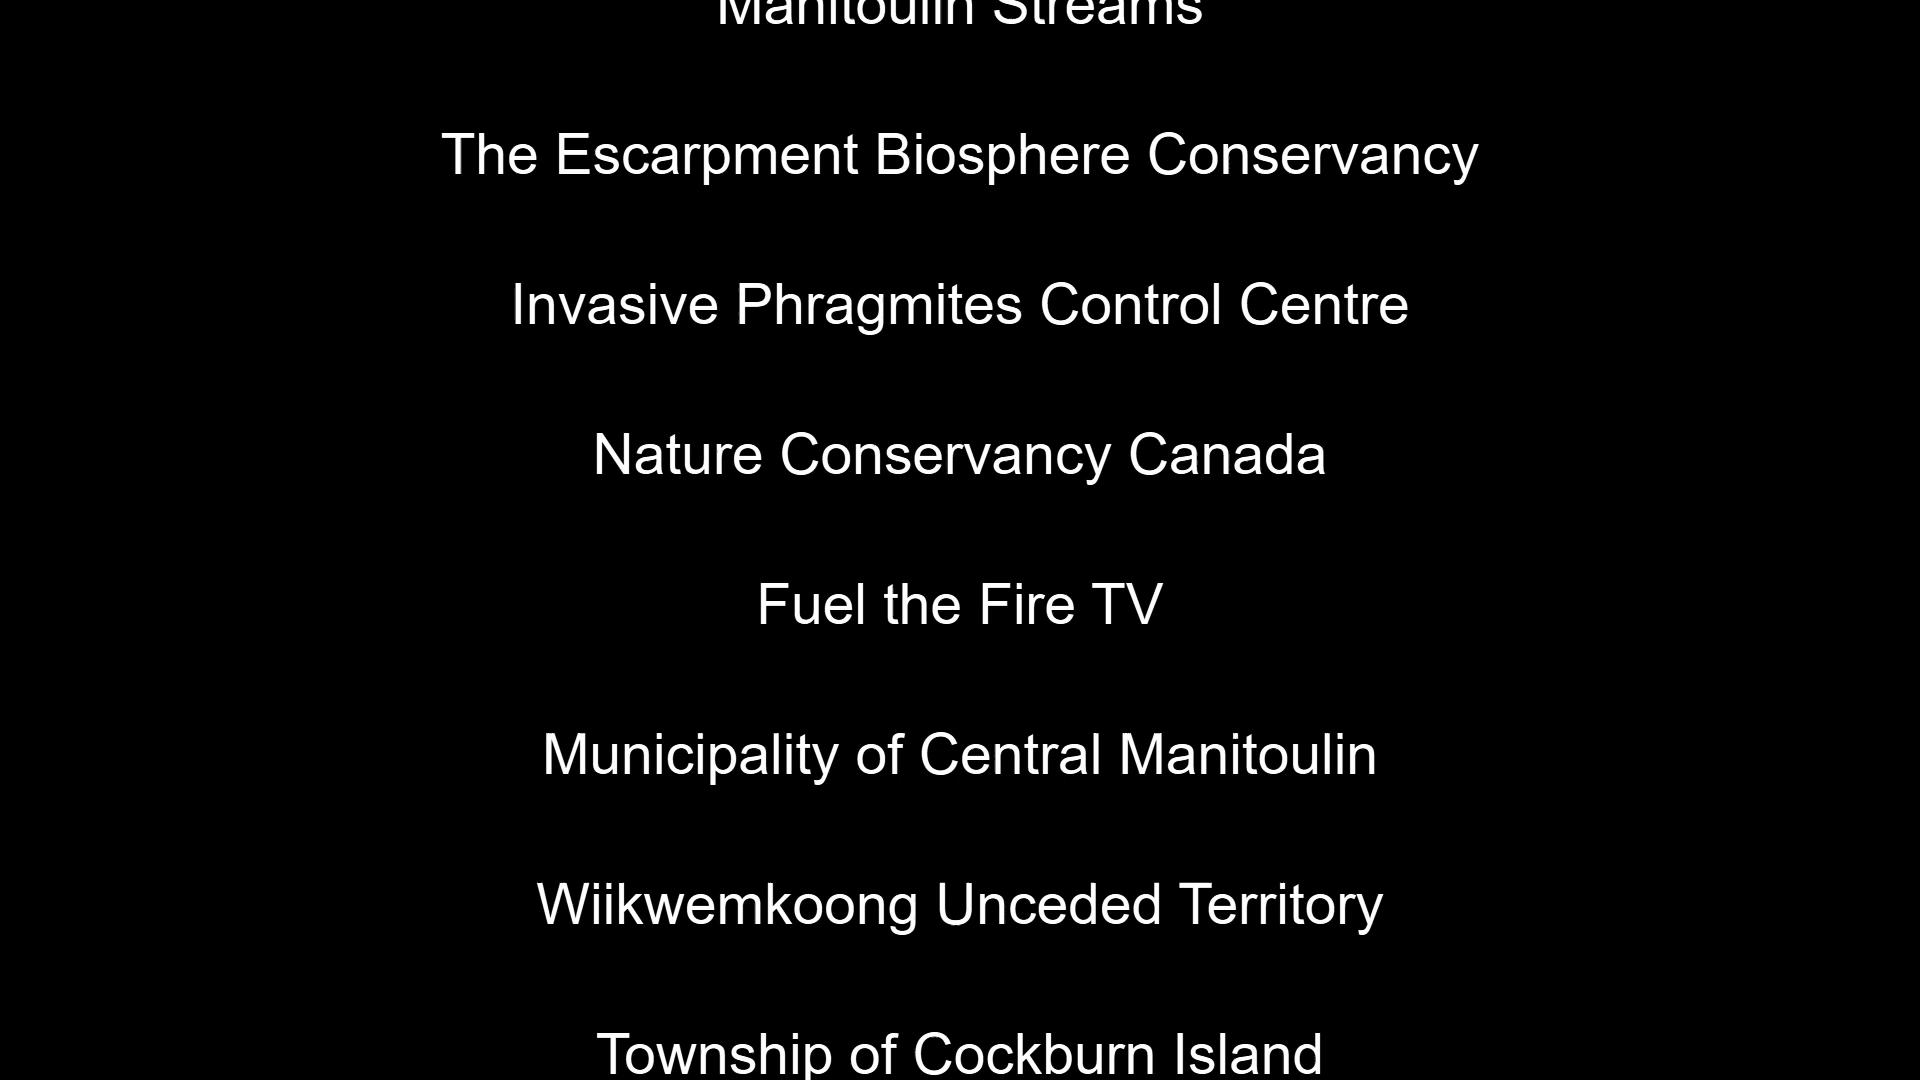 Manitoulin Streams
The Escarpment Biosphere Conservancy
Invasive Phragmites Control Centre
Nature Conservancy Canada
Fuel the Fire TV
Municipality of Central Manitoulin
Wiikwemkoong Unceded Territory
Township of Cockburn Island